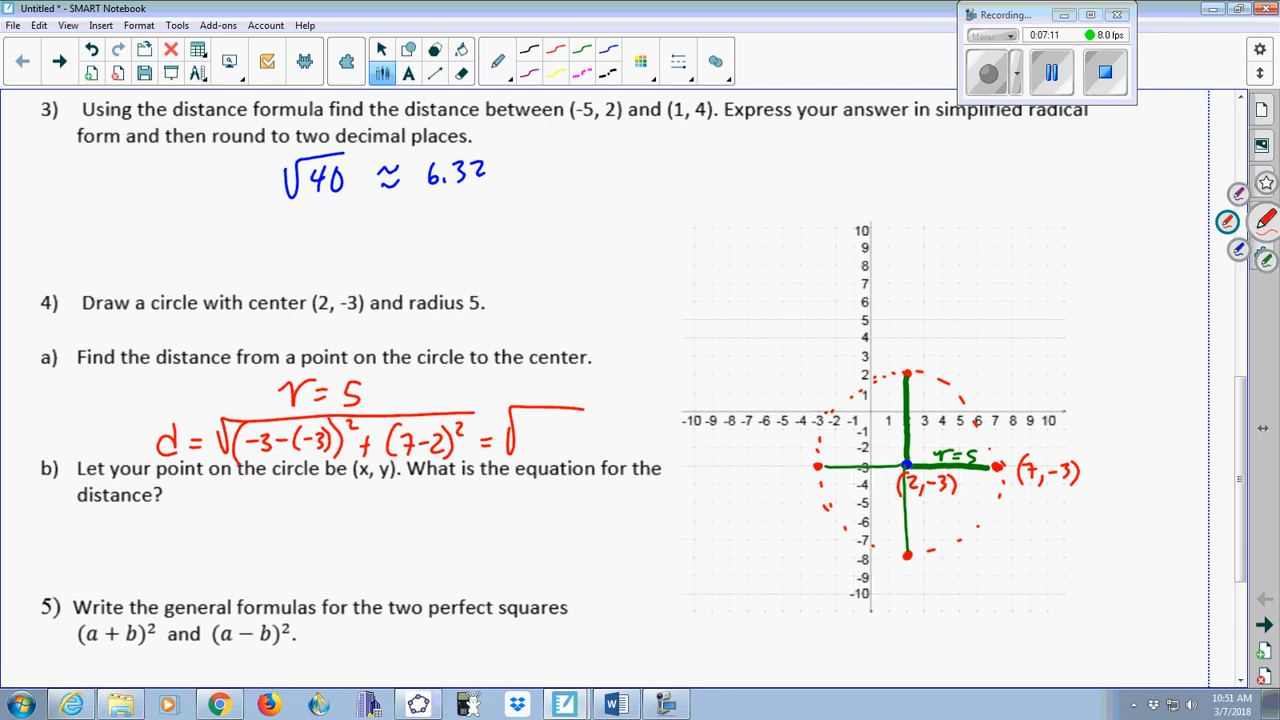 Untitled * - SMART Notebook
File Edit View Insert Format Tools Add-ons Account Help
Recording...
Menu 0:07:11 8.0 fps
3) Using the distance formula find the distance between (-5, 2) and (1, 4). Express your answer in simplified radical
form and then round to two decimal places.
√40 ≈ 6.32
4) Draw a circle with center (2, -3) and radius 5.
a) Find the distance from a point on the circle to the center.
r = 5
d = √(-3-(-3))² + (7-2)² = √
b) Let your point on the circle be (x, y). What is the equation for the
distance?
5) Write the general formulas for the two perfect squares
(a + b)² and (a − b)².
10
9
8
7
6
5
4
3
2
1
-10 -9 -8 -7 -6 -5 -4 -3 -2 -1 1 3 4 5 6 7 8 9 10
-1
-2
-3
-4
-5
-6
-7
-8
-9
-10
r=5
(2,-3)
(7,-3)
10:51 AM
3/7/2018